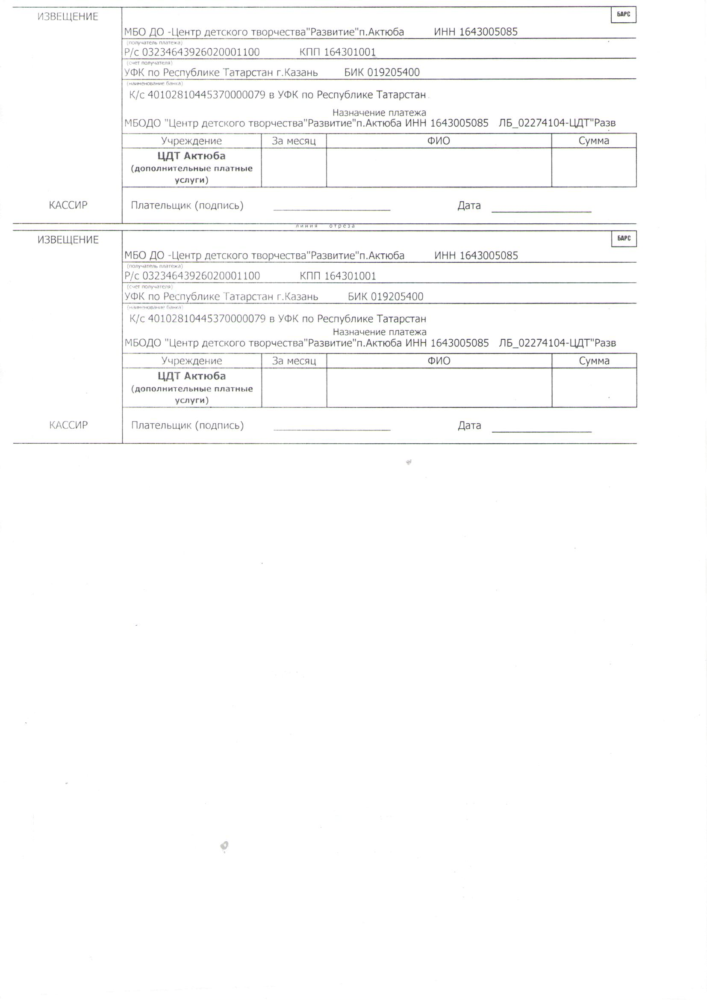 ИЗВЕЩЕНИЕ
БАРС
МБО ДО -Центр детского творчества"Развитие"п.Актюба ИНН 1643005085
(получатель платежа)
Р/с 03234643926020001100 КПП 164301001
(счет получателя)
УФК по Республике Татарстан г.Казань БИК 019205400
(наименование банка)
К/с 40102810445370000079 в УФК по Республике Татарстан
Назначение платежа
МБОДО "Центр детского творчества"Развитие"п.Актюба ИНН 1643005085 ЛБ_02274104-ЦДТ"Разв
Учреждение За месяц ФИО Сумма
ЦДТ Актюба
(дополнительные платные
услуги)
КАССИР Плательщик (подпись) Дата
линия отреза
ИЗВЕЩЕНИЕ
БАРС
МБО ДО -Центр детского творчества"Развитие"п.Актюба ИНН 1643005085
(получатель платежа)
Р/с 03234643926020001100 КПП 164301001
(счет получателя)
УФК по Республике Татарстан г.Казань БИК 019205400
(наименование банка)
К/с 40102810445370000079 в УФК по Республике Татарстан
Назначение платежа
МБОДО "Центр детского творчества"Развитие"п.Актюба ИНН 1643005085 ЛБ_02274104-ЦДТ"Разв
Учреждение За месяц ФИО Сумма
ЦДТ Актюба
(дополнительные платные
услуги)
КАССИР Плательщик (подпись) Дата